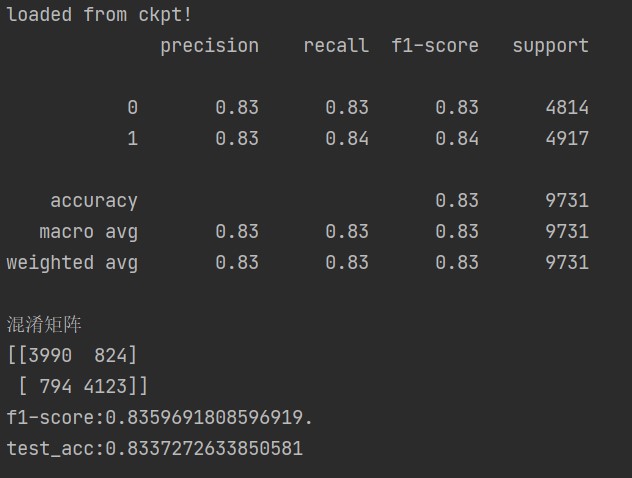 loaded from ckpt!
precision recall f1-score support
0 0.83 0.83 0.83 4814
1 0.83 0.84 0.84 4917
accuracy 0.83 9731
macro avg 0.83 0.83 0.83 9731
weighted avg 0.83 0.83 0.83 9731
混淆矩阵
[[3990 824]
[ 794 4123]]
f1-score:0.8359691808596919.
test_acc:0.8337272633850581